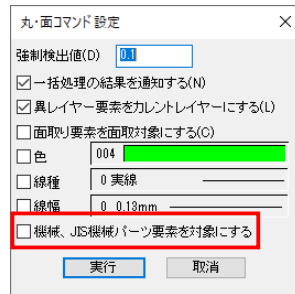 丸・面コマンド 設定
強制検出値(D) 0.1
一括処理の結果を通知する(N)
異レイヤー要素をカレントレイヤーにする(L)
面取り要素を面取対象にする(C)
色 004
線種 0 実線
線幅 0 0.13mm
機械、JIS機械パーツ要素を対象にする
実行 取消